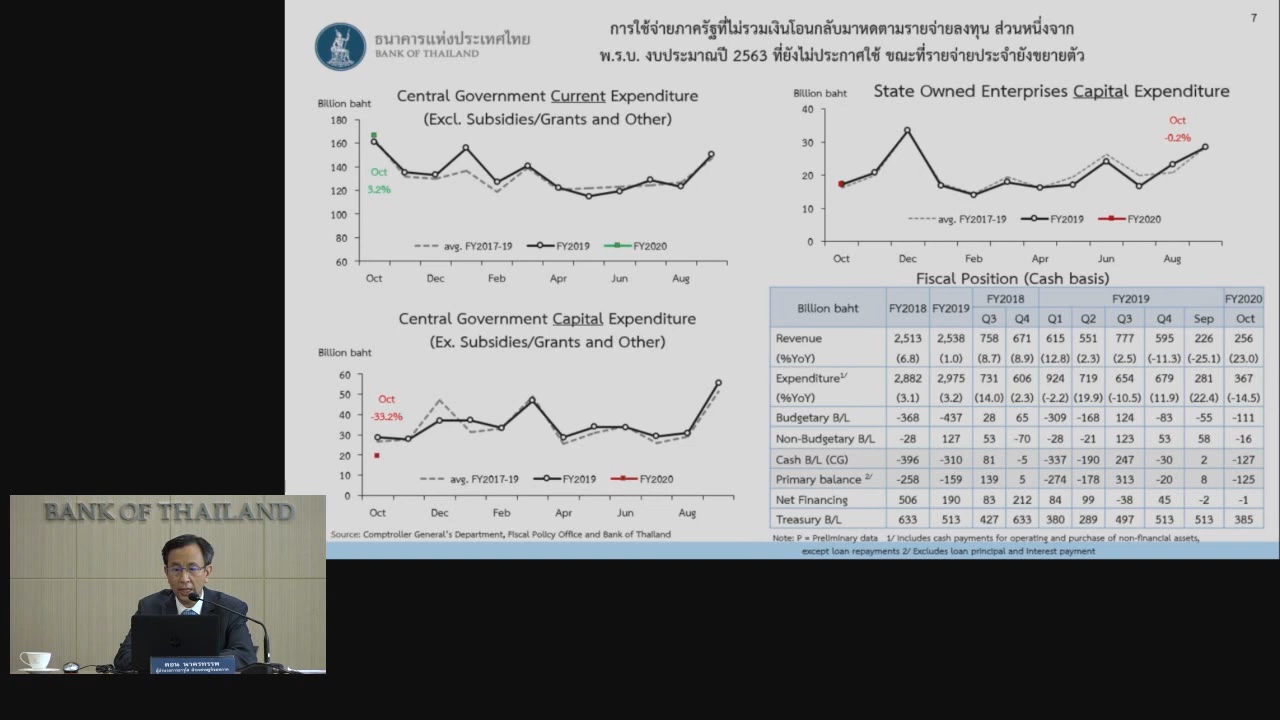 7
ธนาคารแห่งประเทศไทย
BANK OF THAILAND
การใช้จ่ายภาครัฐที่ไม่รวมเงินโอนกลับมาหดตามรายจ่ายลงทุน ส่วนหนึ่งจาก
พ.ร.บ. งบประมาณปี 2563 ที่ยังไม่ประกาศใช้ ขณะที่รายจ่ายประจำยังขยายตัว
Central Government Current Expenditure
(Excl. Subsidies/Grants and Other)
Billion baht
180
160
140
120
100
80
60
Oct
3.2%
avg. FY2017-19 FY2019 FY2020
Oct Dec Feb Apr Jun Aug
Central Government Capital Expenditure
(Ex. Subsidies/Grants and Other)
Billion baht
60
50
40
30
20
10
0
Oct
-33.2%
avg. FY2017-19 FY2019 FY2020
Oct Dec Feb Apr Jun Aug
Source: Comptroller General's Department, Fiscal Policy Office and Bank of Thailand
State Owned Enterprises Capital Expenditure
Billion baht
40
30
20
10
0
Oct
-0.2%
avg. FY2017-19 FY2019 FY2020
Oct Dec Feb Apr Jun Aug
Fiscal Position (Cash basis)
Billion baht FY2018 FY2019 FY2018 FY2019 FY2020
Q3 Q4 Q1 Q2 Q3 Q4 Sep Oct
Revenue 2,513 2,538 758 671 615 551 777 595 226 256
(%YoY) (6.8) (1.0) (8.7) (8.9) (12.8) (2.3) (2.5) (-11.3) (-25.1) (23.0)
Expenditure1/ 2,882 2,975 731 606 924 719 654 679 281 367
(%YoY) (3.1) (3.2) (14.0) (2.3) (-2.2) (19.9) (-10.5) (11.9) (22.4) (-14.5)
Budgetary B/L -368 -437 28 65 -309 -168 124 -83 -55 -111
Non-Budgetary B/L -28 127 53 -70 -28 -21 123 53 58 -16
Cash B/L (CG) -396 -310 81 -5 -337 -190 247 -30 2 -127
Primary balance 2/ -258 -159 139 5 -274 -178 313 -20 8 -125
Net Financing 506 190 83 212 84 99 -38 45 -2 -1
Treasury B/L 633 513 427 633 380 289 497 513 513 385
Note: P = Preliminary data 1/ Includes cash payments for operating and purchase of non-financial assets,
except loan repayments 2/ Excludes loan principal and interest payment
BANK OF THAILAND
ดอน นาครทรรพ